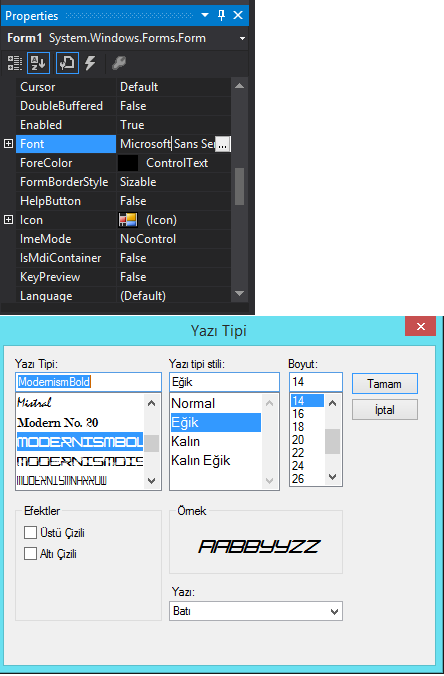 Properties
Form1 System.Windows.Forms.Form
Cursor Default
DoubleBuffered False
Enabled True
Font Microsoft Sans Ser ...
ForeColor ControlText
FormBorderStyle Sizable
HelpButton False
Icon (Icon)
ImeMode NoControl
IsMdiContainer False
KeyPreview False
Language (Default)
Yazı Tipi
Yazı Tipi: Yazı tipi stili: Boyut:
ModernismBold Eğik 14 Tamam
Mistral Normal 14 İptal
Modern No. 20 Eğik 16
MODERNISMBOL Kalın 18
MODERNISMDIS Kalın Eğik 20
MODERNISMNARROW 22
24
26
Efektler Örnek
Üstü Çizili
Altı Çizili
AABBYYZZ
Yazı:
Batı